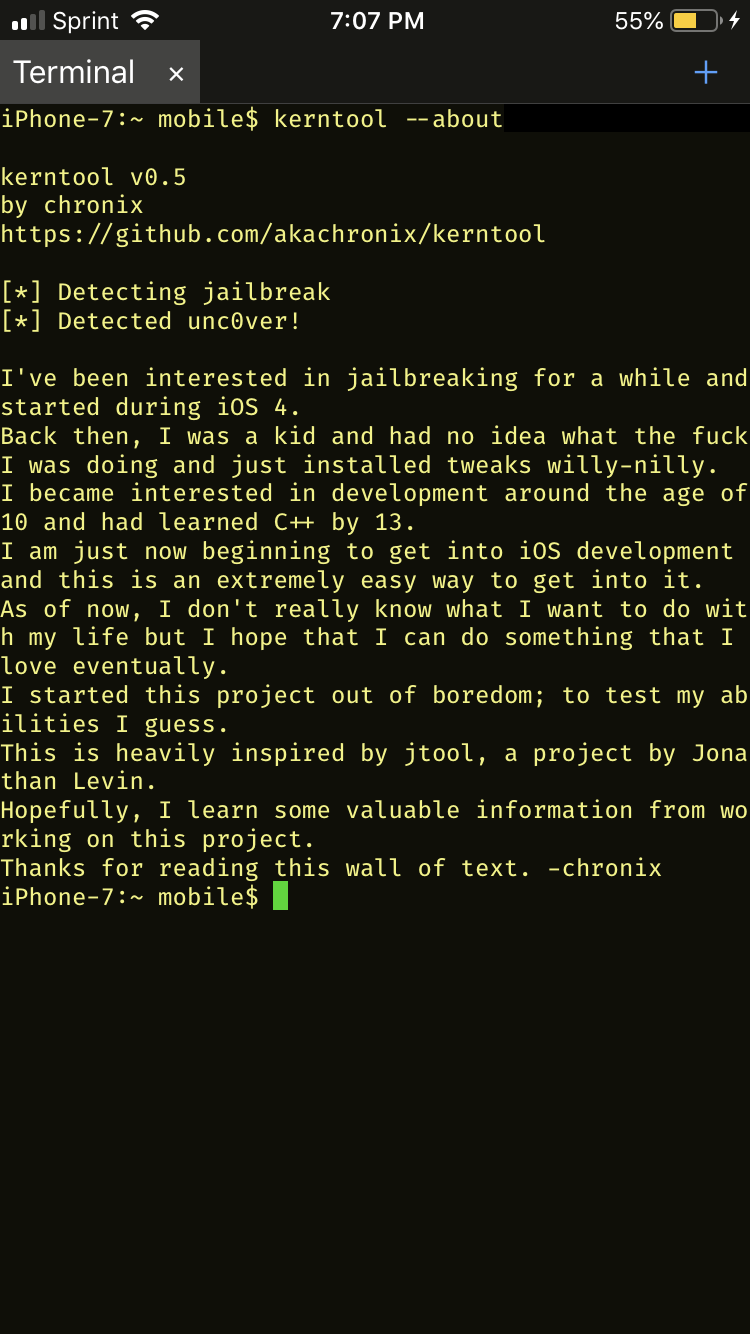 Sprint 7:07 PM 55%
Terminal × +
iPhone-7:~ mobile$ kerntool --about
kerntool v0.5
by chronix
https://github.com/akachronix/kerntool
[*] Detecting jailbreak
[*] Detected unc0ver!
I've been interested in jailbreaking for a while and
started during iOS 4.
Back then, I was a kid and had no idea what the fuck
I was doing and just installed tweaks willy-nilly.
I became interested in development around the age of
10 and had learned C++ by 13.
I am just now beginning to get into iOS development
and this is an extremely easy way to get into it.
As of now, I don't really know what I want to do wit
h my life but I hope that I can do something that I
love eventually.
I started this project out of boredom; to test my ab
ilities I guess.
This is heavily inspired by jtool, a project by Jona
than Levin.
Hopefully, I learn some valuable information from wo
rking on this project.
Thanks for reading this wall of text. -chronix
iPhone-7:~ mobile$